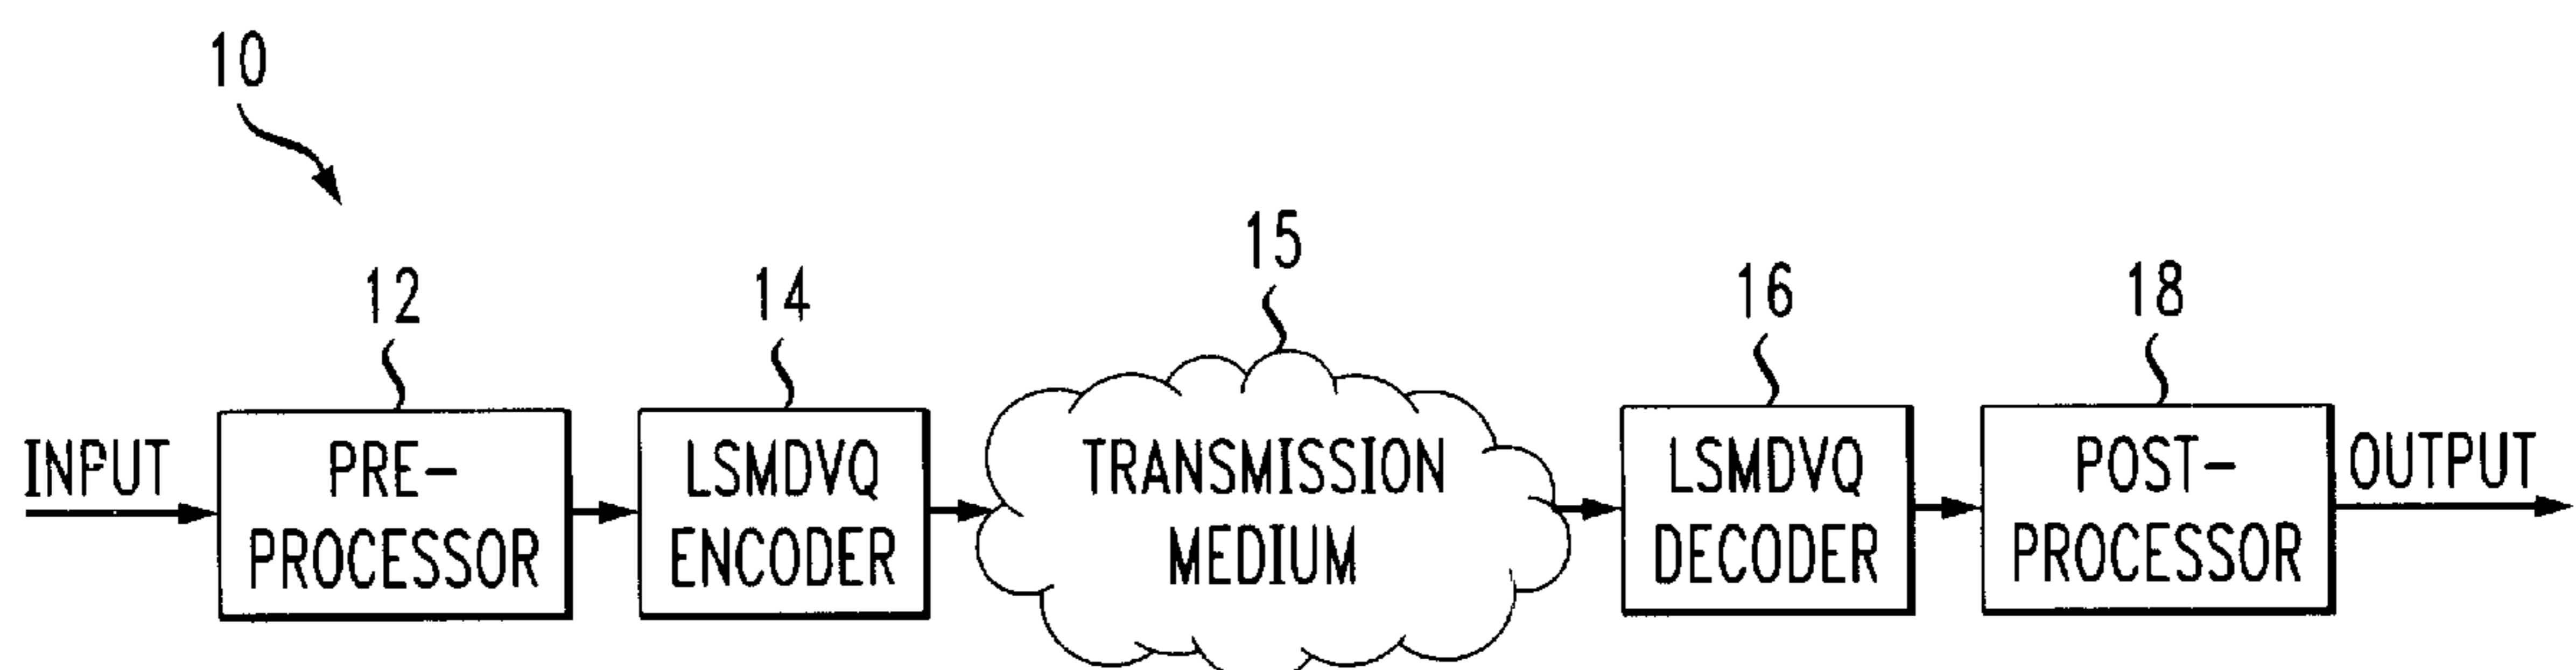 10
12
14
15
16
18
INPUT
PRE-
PROCESSOR
LSMDVQ
ENCODER
TRANSMISSION
MEDIUM
LSMDVQ
DECODER
POST-
PROCESSOR
OUTPUT